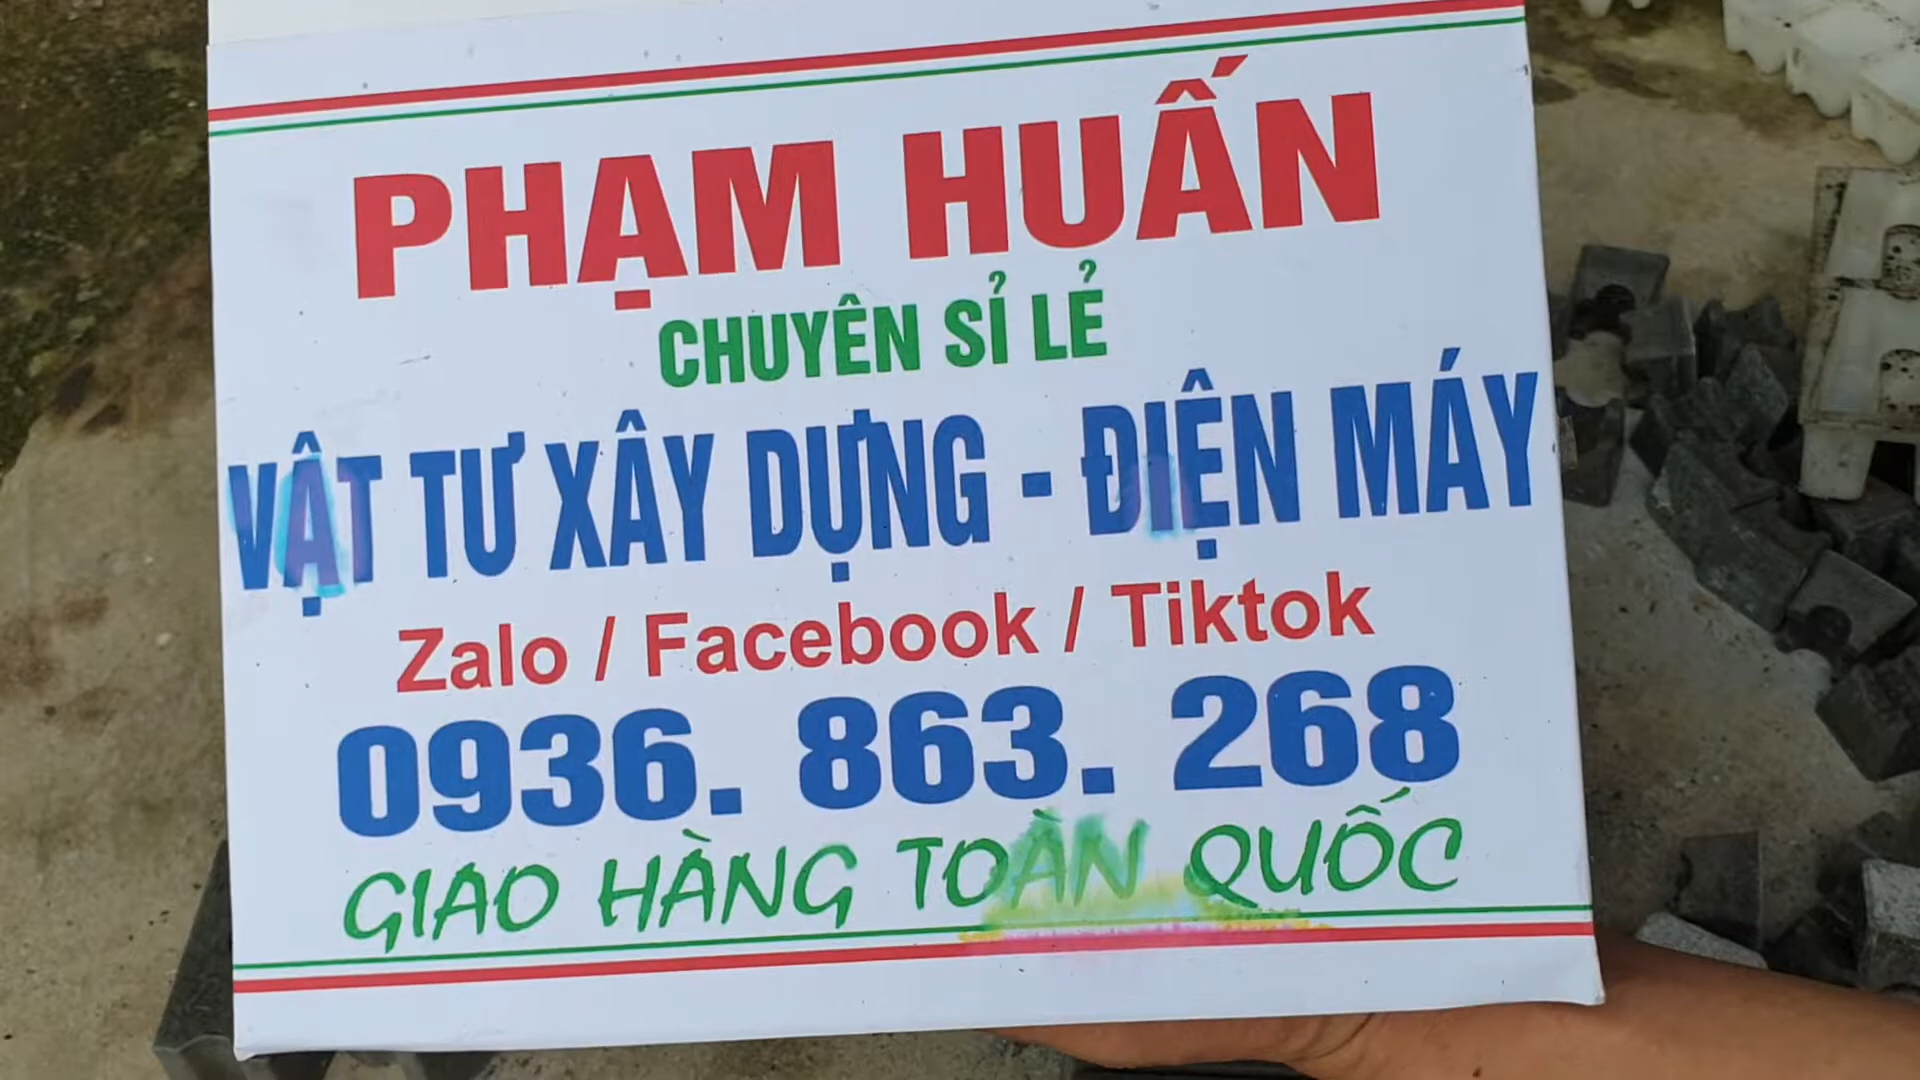 PHẠM HUẤN
CHUYÊN SỈ LẺ
VẬT TƯ XÂY DỰNG - ĐIỆN MÁY
Zalo / Facebook / Tiktok
0936. 863. 268
GIAO HÀNG TOÀN QUỐC